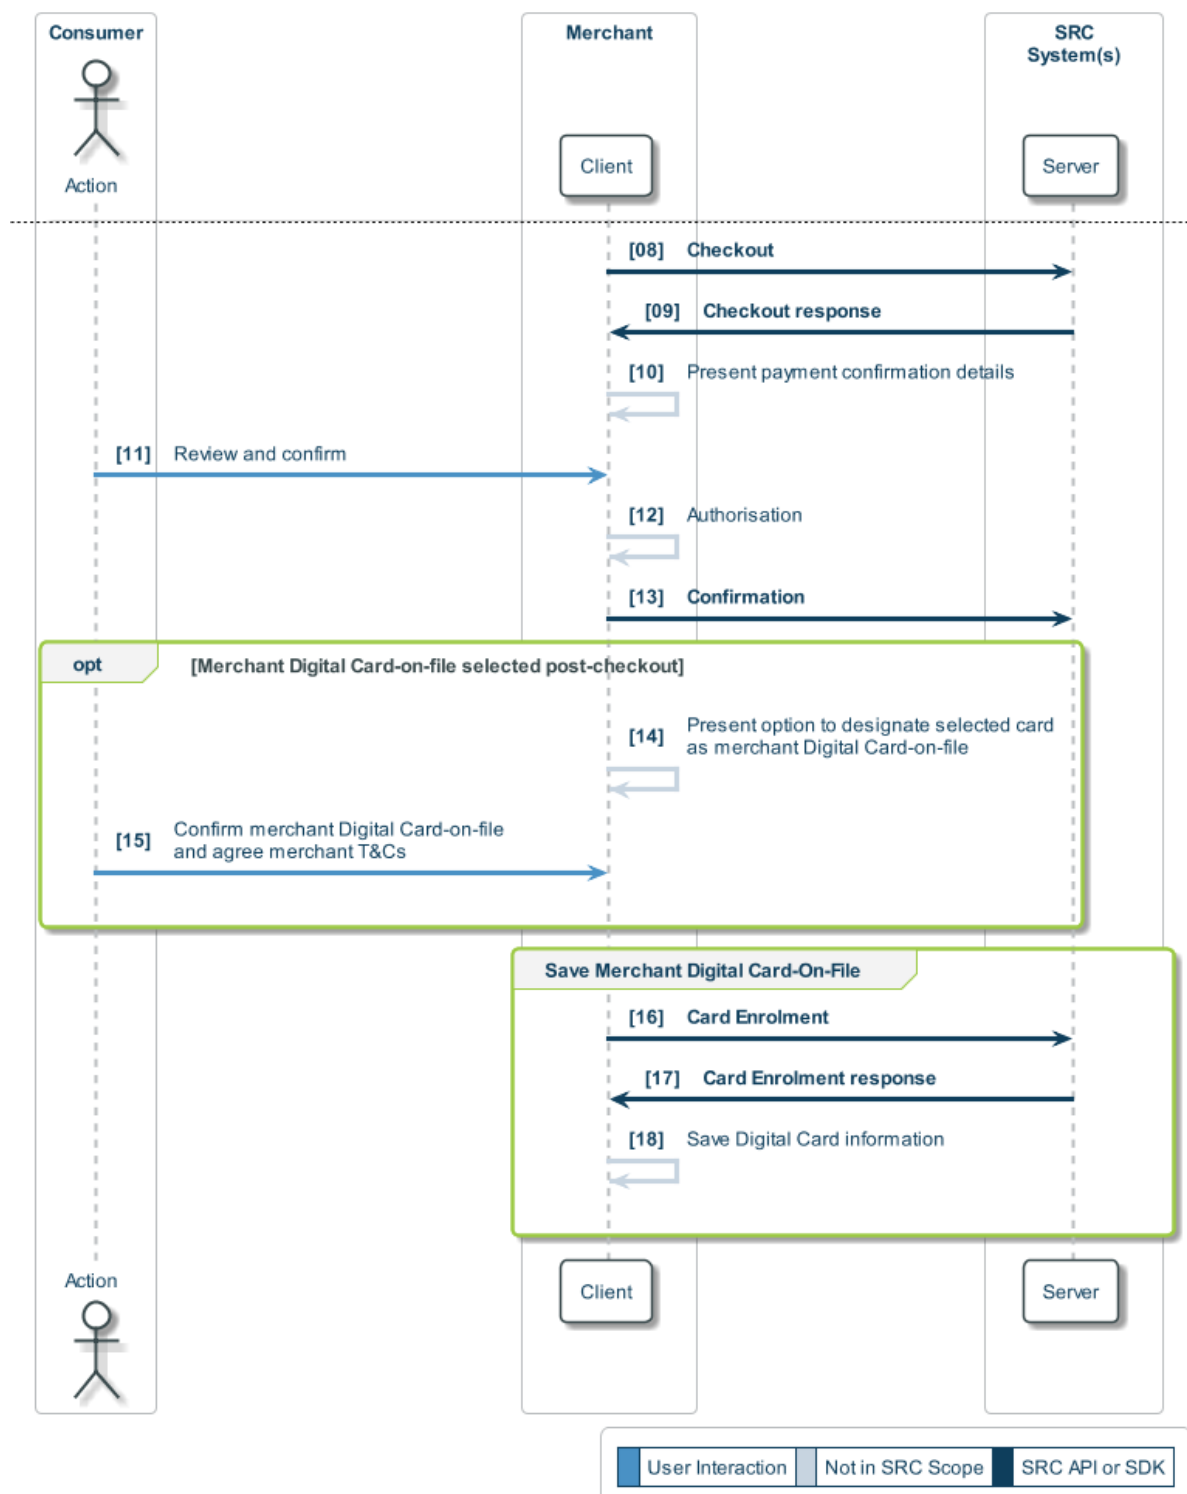 Consumer
Merchant
SRC
System(s)
Action
Client
Server
[08] Checkout
[09] Checkout response
[10] Present payment confirmation details
[11] Review and confirm
[12] Authorisation
[13] Confirmation
opt [Merchant Digital Card-on-file selected post-checkout]
[14] Present option to designate selected card
as merchant Digital Card-on-file
[15] Confirm merchant Digital Card-on-file
and agree merchant T&Cs
Save Merchant Digital Card-On-File
[16] Card Enrolment
[17] Card Enrolment response
[18] Save Digital Card information
Action
Client
Server
User Interaction
Not in SRC Scope
SRC API or SDK